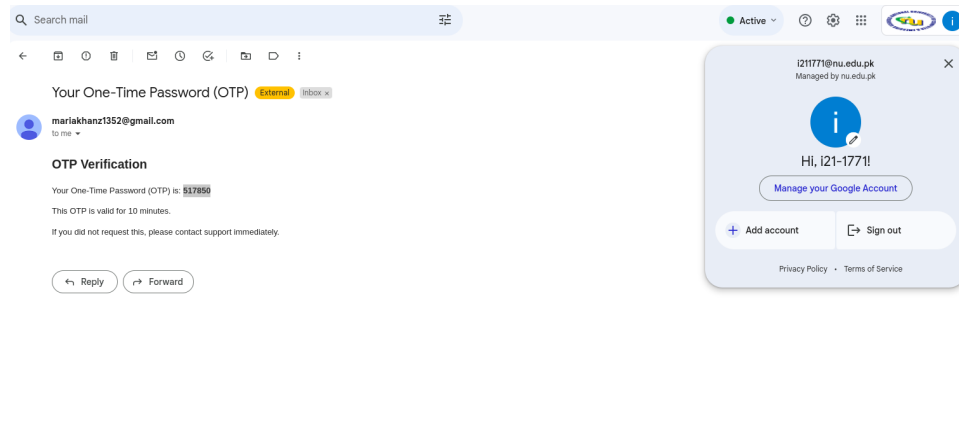 Search mail
Active
i
Your One-Time Password (OTP) External Inbox ×
mariakhanz1352@gmail.com
to me
OTP Verification
Your One-Time Password (OTP) is: 517850
This OTP is valid for 10 minutes.
If you did not request this, please contact support immediately.
Reply
Forward
i211771@nu.edu.pk
Managed by nu.edu.pk
i
Hi, i21-1771!
Manage your Google Account
Add account
Sign out
Privacy Policy • Terms of Service